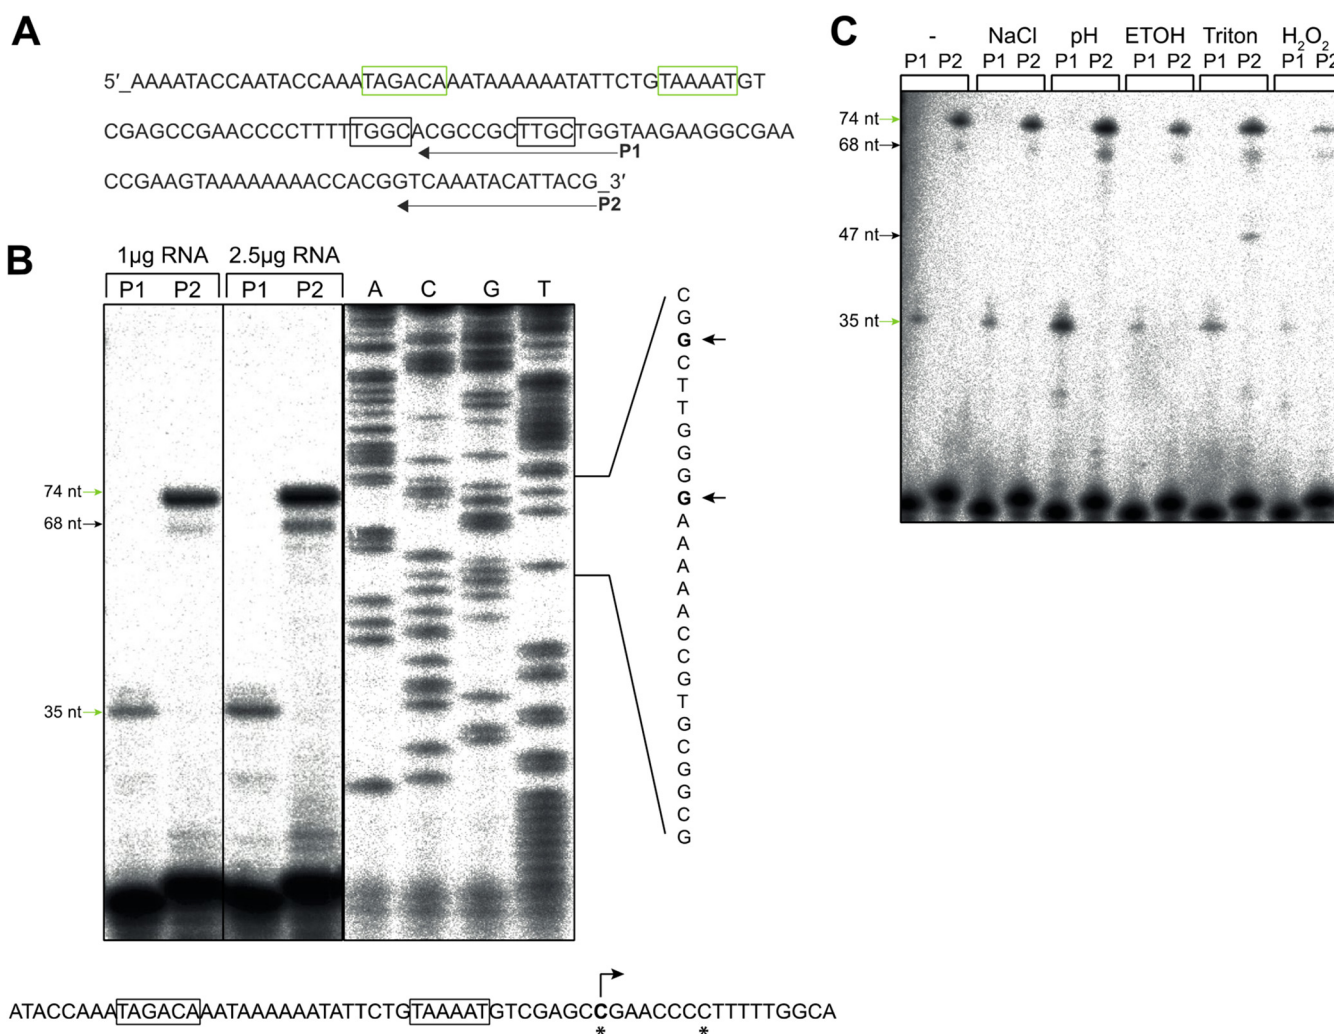 A
5′_AAAATACCAATACCAAATAGACAAATAAAAAATATTCTGTAAAATGT
CGAGCCGAACCCCTTTTTGGCACGCCGCTTGCTGGTAAGAAGGCGAA
P1
CCGAAGTAAAAAAAACCACGGTCAAATACATTACG_3′
P2
B
1µg RNA 2.5µg RNA
P1 P2 P1 P2 A C G T
74 nt
68 nt
35 nt
C
G
G
C
T
T
G
G
G
G
A
A
A
A
A
C
C
G
T
G
C
G
G
C
G
ATACCAAATAGACAAATAAAAAATATTCTGTAAAATGTCGAGCCGAACCCCTTTTTGGCA
* *
C
- NaCl pH ETOH Triton H₂O₂
P1 P2 P1 P2 P1 P2 P1 P2 P1 P2 P1 P2
74 nt
68 nt
47 nt
35 nt